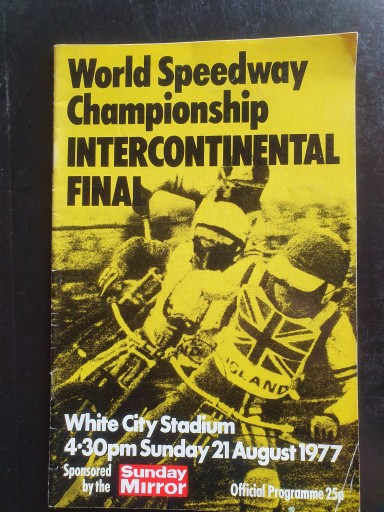 World Speedway
Championship
INTERCONTINENTAL
FINAL
ENGLAND
White City Stadium
4·30pm Sunday 21 August 1977
Sponsored
by the
Sunday
Mirror
Official Programme 25p